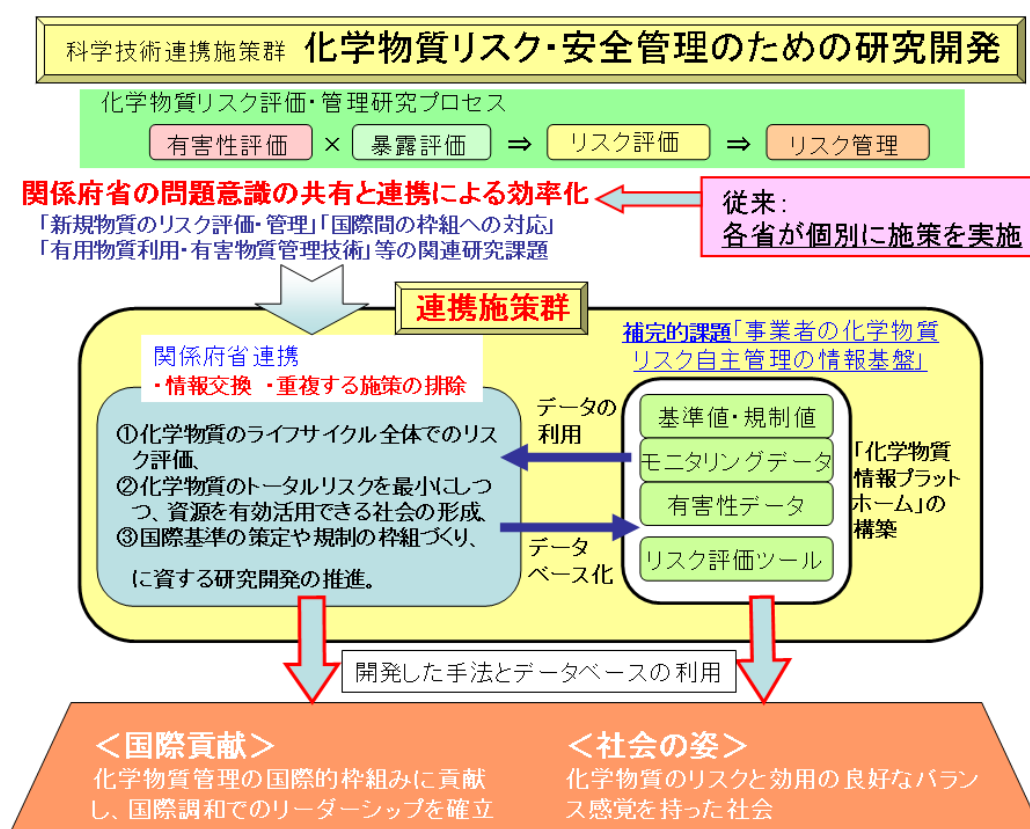 科学技術連携施策群 化学物質リスク・安全管理のための研究開発
化学物質リスク評価・管理研究プロセス
有害性評価 × 暴露評価 ⇒ リスク評価 ⇒ リスク管理
関係府省の問題意識の共有と連携による効率化
「新規物質のリスク評価・管理」「国際間の枠組への対応」
「有用物質利用・有害物質管理技術」等の関連研究課題
従来:
各省が個別に施策を実施
連携施策群
関係府省連携
・情報交換 ・重複する施策の排除
①化学物質のライフサイクル全体でのリス
ク評価、
②化学物質のトータルリスクを最小にしつ
つ、資源を有効活用できる社会の形成、
③国際基準の策定や規制の枠組づくり、
に資する研究開発の推進。
データの
利用
データ
ベース化
補完的課題「事業者の化学物質
リスク自主管理の情報基盤」
基準値・規制値
モニタリングデータ
有害性データ
リスク評価ツール
「化学物質
情報プラット
ホーム」の
構築
開発した手法とデータベースの利用
＜国際貢献＞
化学物質管理の国際的枠組みに貢献
し、国際調和でのリーダーシップを確立
＜社会の姿＞
化学物質のリスクと効用の良好なバラン
ス感覚を持った社会